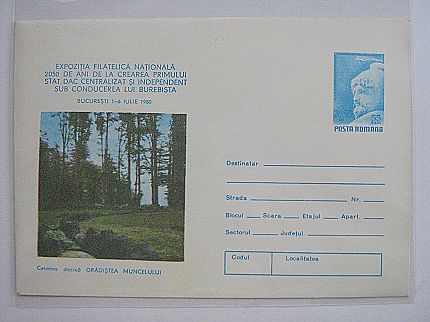 EXPOZIȚIA FILATELICĂ NAȚIONALĂ
2050 DE ANI DE LA CREAREA PRIMULUI
STAT DAC CENTRALIZAT ȘI INDEPENDENT
SUB CONDUCEREA LUI BUREBISTA
BUCUREȘTI 1-6 IULIE 1980
55
POSTA ROMANA
Destinatar
Strada Nr.
Blocul Scara Etajul Apart.
Sectorul Județul
Codul Localitatea
Cetatea dacică GRĂDIȘTEA MUNCELULUI